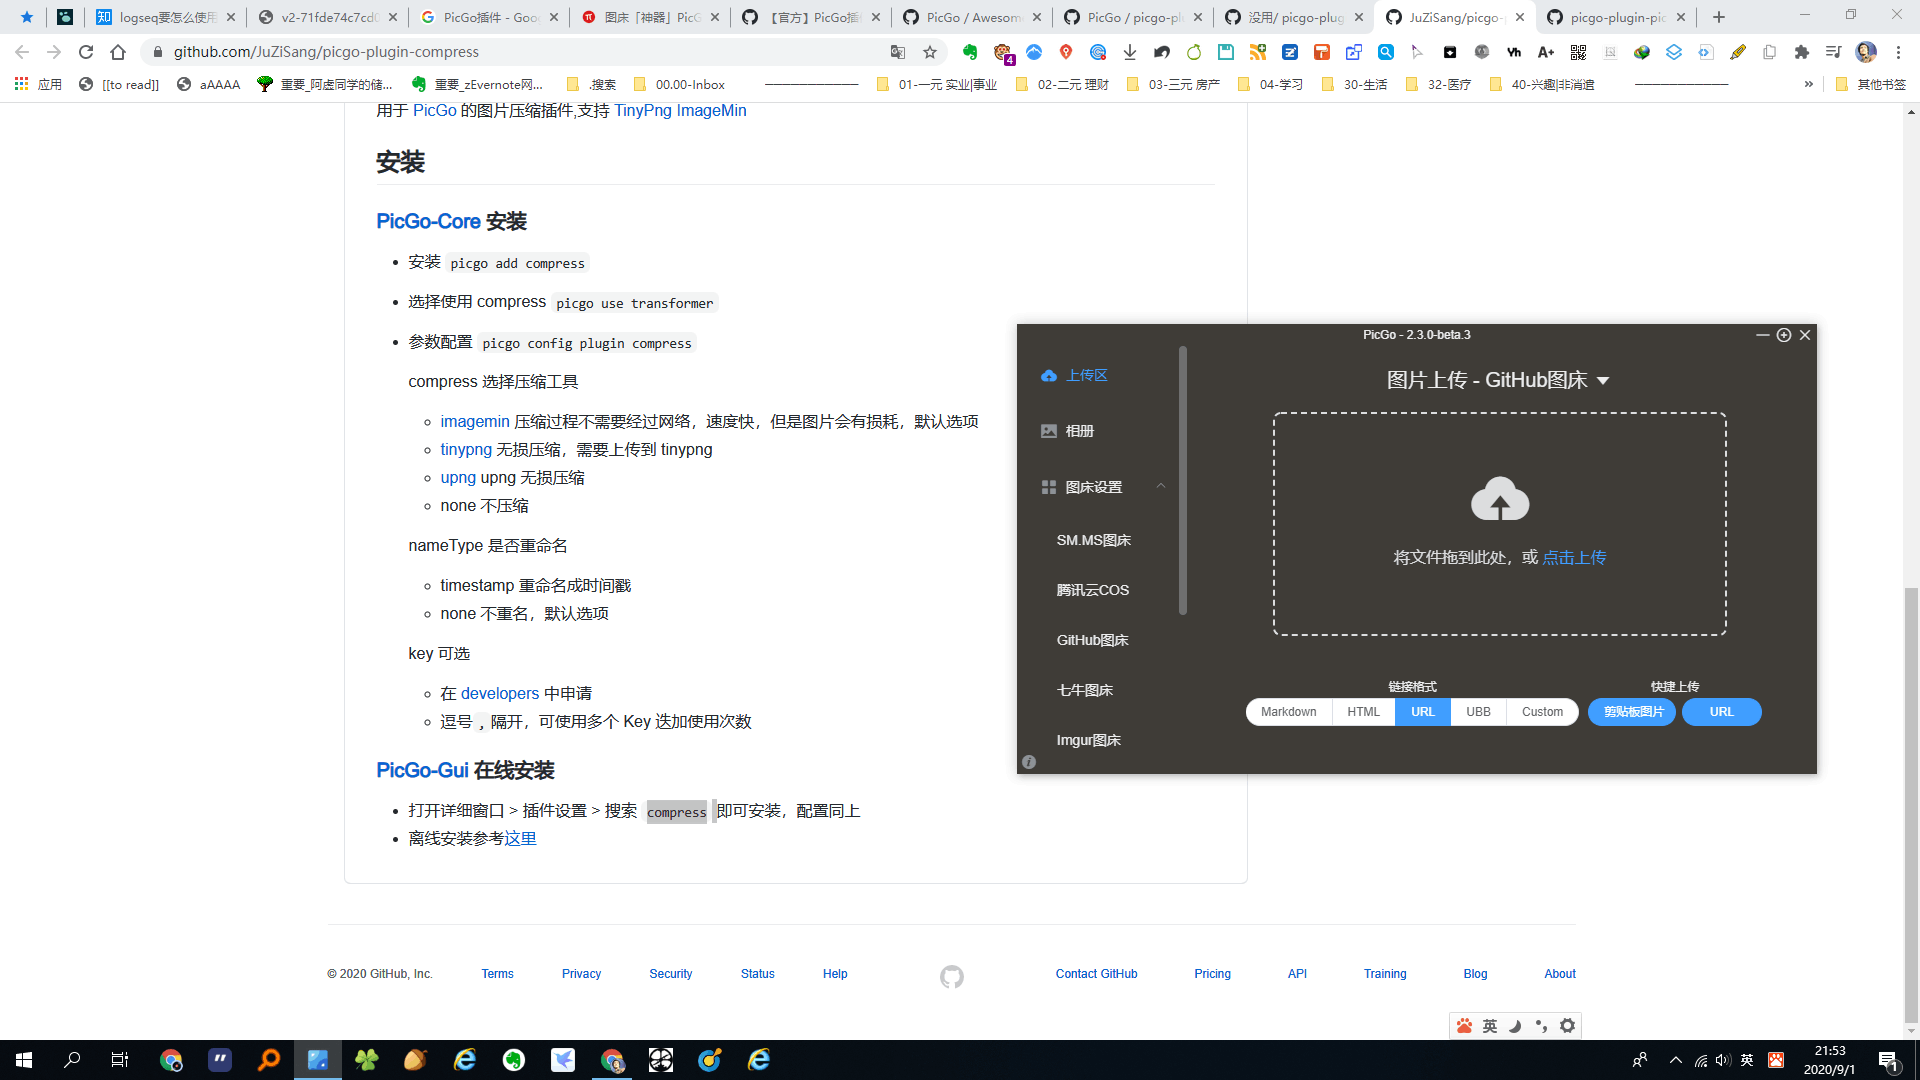 logseq要怎么使用
v2-71fde74c7cd
PicGo插件 - Goo
图床「神器」PicG
【官方】PicGo插
PicGo / Awesom
PicGo / picgo-pl
没用/ picgo-plug
JuZiSang/picgo-
picgo-plugin-pic
github.com/JuZiSang/picgo-plugin-compress
应用
[[to read]]
aAAAA
重要_阿虚同学的储...
重要_zEvernote网...
.搜索
00.00-Inbox
01-一元 实业|事业
02-二元 理财
03-三元 房产
04-学习
30-生活
32-医疗
40-兴趣|非消遣
»
其他书签
用于 PicGo 的图片压缩插件,支持 TinyPng ImageMin
安装
PicGo-Core 安装
安装 picgo add compress
选择使用 compress picgo use transformer
参数配置 picgo config plugin compress
compress 选择压缩工具
imagemin 压缩过程不需要经过网络，速度快，但是图片会有损耗，默认选项
tinypng 无损压缩，需要上传到 tinypng
upng upng 无损压缩
none 不压缩
nameType 是否重命名
timestamp 重命名成时间戳
none 不重名，默认选项
key 可选
在 developers 中申请
逗号 , 隔开，可使用多个 Key 迭加使用次数
PicGo-Gui 在线安装
打开详细窗口 > 插件设置 > 搜索 compress 即可安装，配置同上
离线安装参考这里
PicGo - 2.3.0-beta.3
上传区
相册
图床设置
SM.MS图床
腾讯云COS
GitHub图床
七牛图床
Imgur图床
图片上传 - GitHub图床
将文件拖到此处，或 点击上传
链接格式
快捷上传
Markdown
HTML
URL
UBB
Custom
剪贴板图片
URL
© 2020 GitHub, Inc.
Terms
Privacy
Security
Status
Help
Contact GitHub
Pricing
API
Training
Blog
About
英
英
21:53
2020/9/1
1